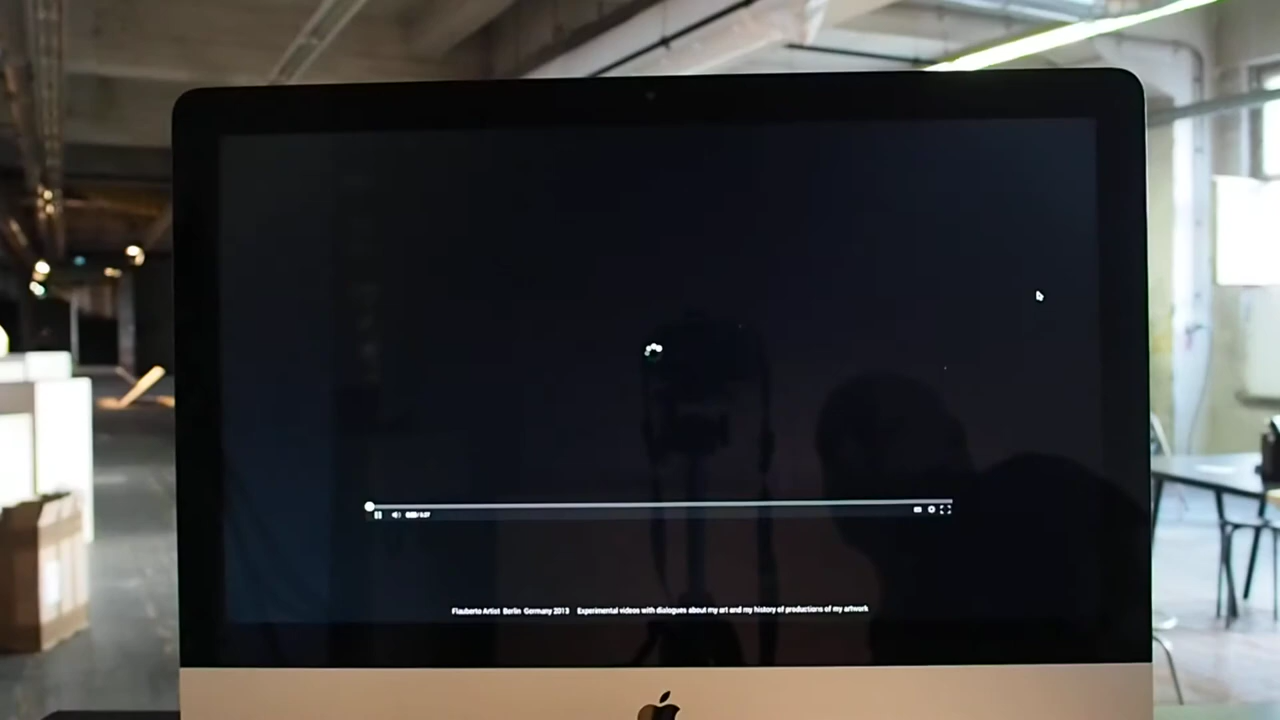 Flauberto Artist Berlin Germany 2013 Experimental videos with dialogues about my art and my history of productions of my artwork